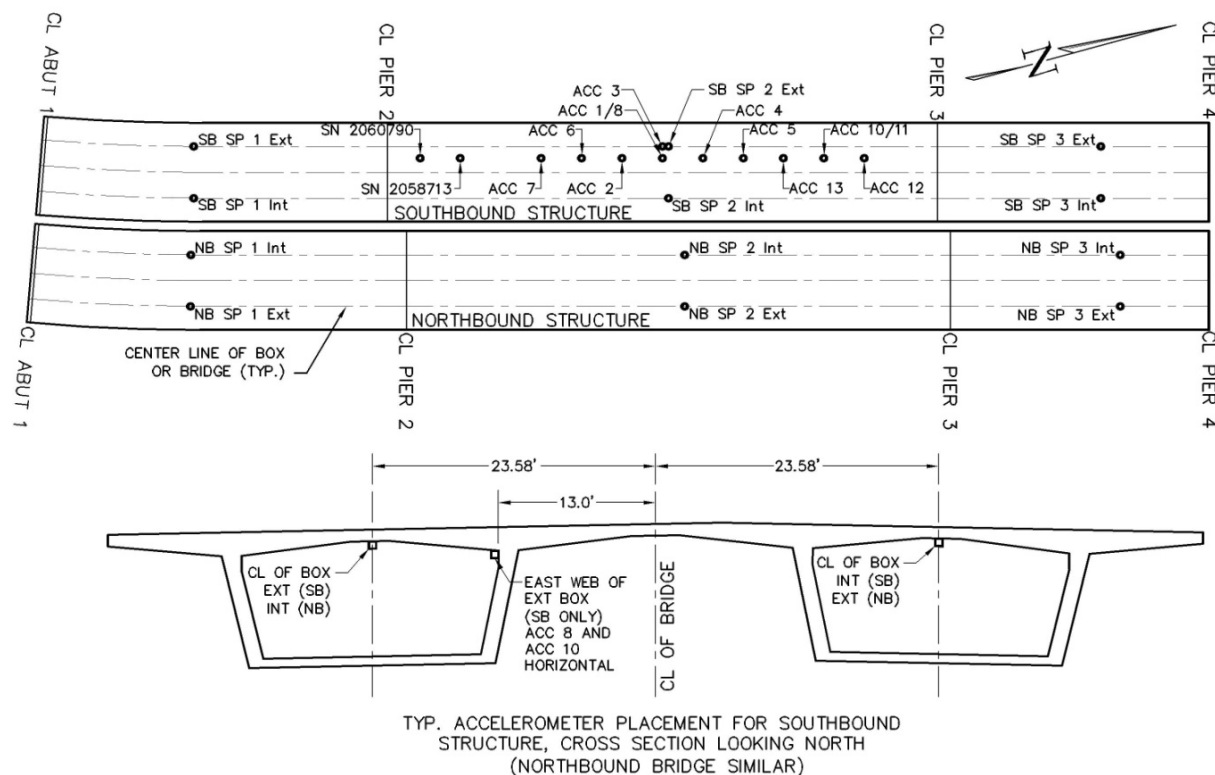 CL ABUT 1
CL PIER 2
CL PIER 3
CL PIER 4
N
ACC 3
SB SP 2 Ext
ACC 1/8
ACC 4
SN 2060790
ACC 6
ACC 5
ACC 10/11
SB SP 1 Ext
SB SP 3 Ext
SN 2058713
ACC 7
ACC 2
ACC 13
ACC 12
SB SP 1 Int
SOUTHBOUND STRUCTURE
SB SP 2 Int
SB SP 3 Int
NB SP 1 Int
NB SP 2 Int
NB SP 3 Int
NB SP 1 Ext
NORTHBOUND STRUCTURE
NB SP 2 Ext
NB SP 3 Ext
CENTER LINE OF BOX
OR BRIDGE (TYP.)
CL ABUT 1
CL PIER 2
CL PIER 3
CL PIER 4
23.58'
23.58'
13.0'
CL OF BOX
EXT (SB)
INT (NB)
EAST WEB OF
EXT BOX
(SB ONLY)
ACC 8 AND
ACC 10
HORIZONTAL
CL OF BRIDGE
CL OF BOX
INT (SB)
EXT (NB)
TYP. ACCELEROMETER PLACEMENT FOR SOUTHBOUND
STRUCTURE, CROSS SECTION LOOKING NORTH
(NORTHBOUND BRIDGE SIMILAR)